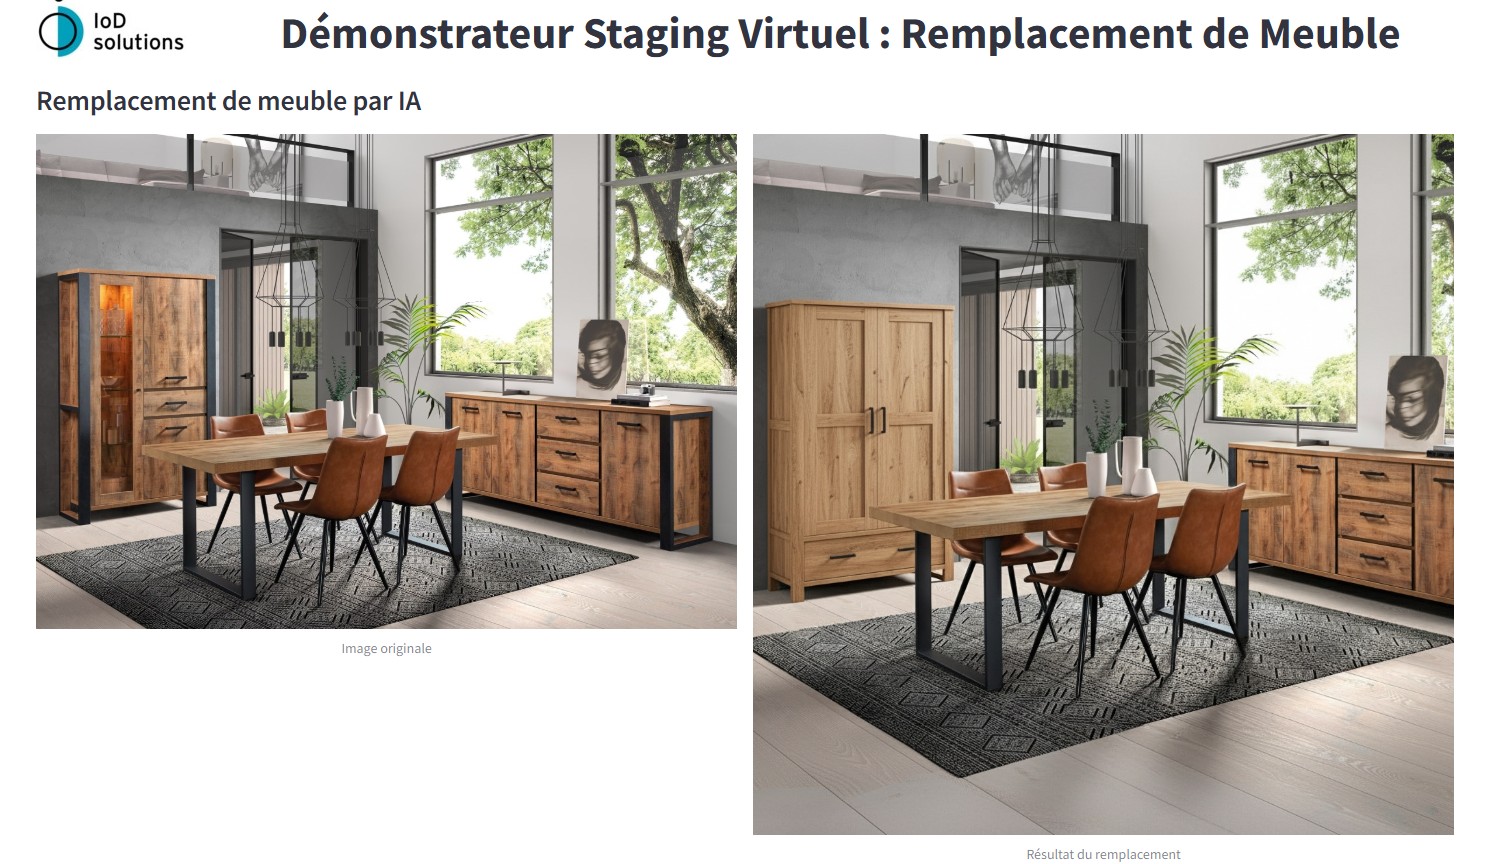 IoD
solutions
Démonstrateur Staging Virtuel : Remplacement de Meuble
Remplacement de meuble par IA
Image originale
Résultat du remplacement